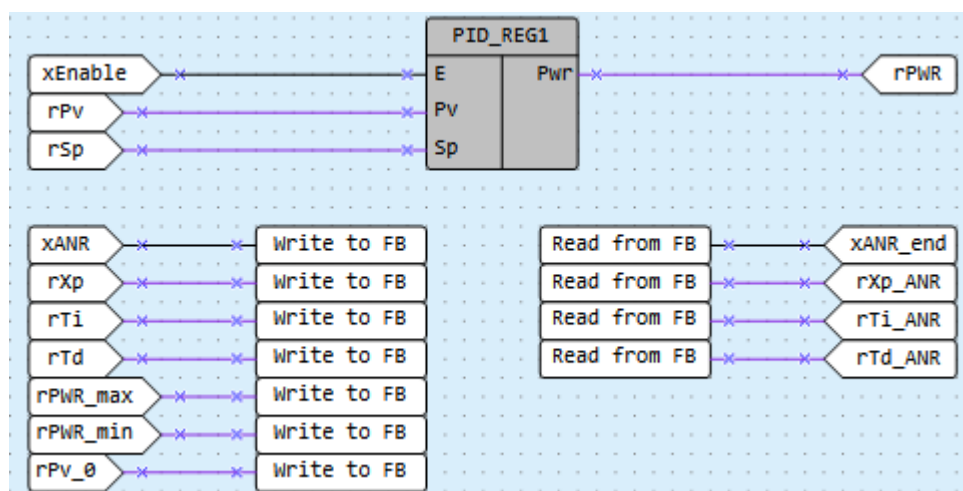 PID_REG1
xEnable E Pwr rPWR
rPv Pv
rSp Sp
xANR Write to FB Read from FB xANR_end
rXp Write to FB Read from FB rXp_ANR
rTi Write to FB Read from FB rTi_ANR
rTd Write to FB Read from FB rTd_ANR
rPWR_max Write to FB
rPWR_min Write to FB
rPv_0 Write to FB